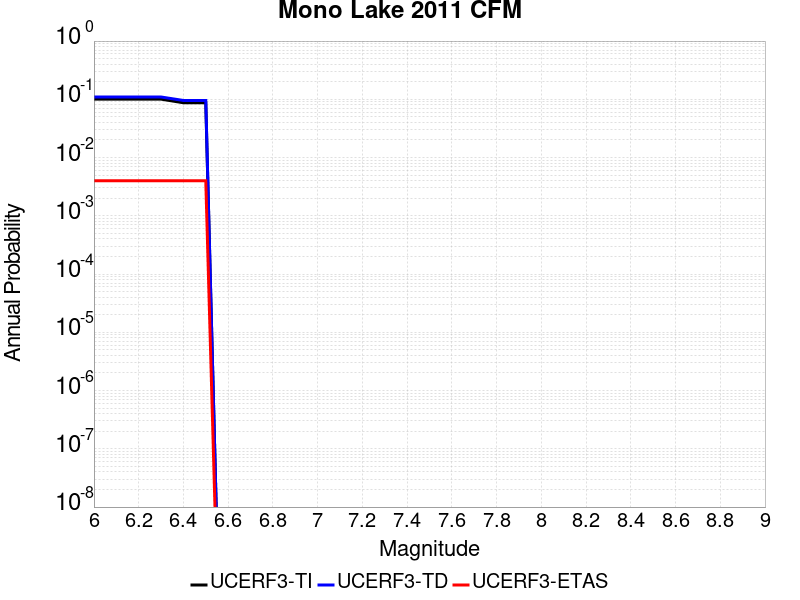 Mono Lake 2011 CFM
Annual Probability
10^0
10^-1
10^-2
10^-3
10^-4
10^-5
10^-6
10^-7
10^-8
6 6.2 6.4 6.6 6.8 7 7.2 7.4 7.6 7.8 8 8.2 8.4 8.6 8.8 9
Magnitude
UCERF3-TI UCERF3-TD UCERF3-ETAS